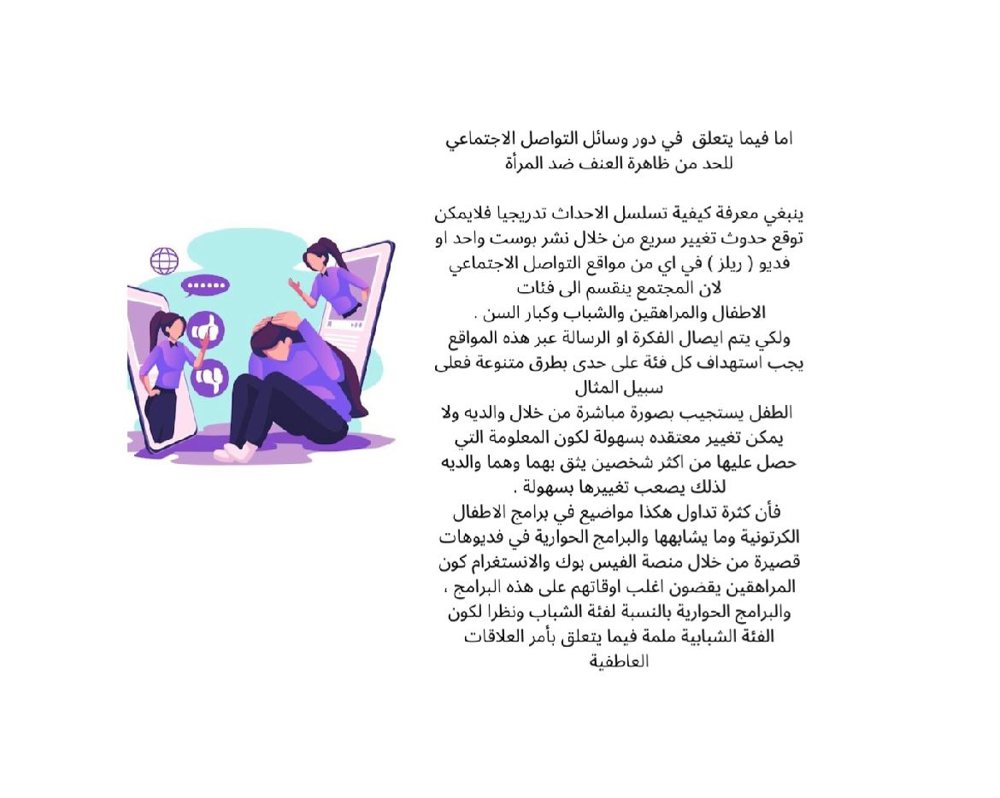 اما فيما يتعلق  في دور وسائل التواصل الاجتماعي
للحد من ظاهرة العنف ضد المرأة
ينبغي معرفة كيفية تسلسل الاحداث تدريجيا فلايمكن
توقع حدوث تغيير سريع من خلال نشر بوست واحد او
فديو ( ريلز ) في اي من مواقع التواصل الاجتماعي
لان المجتمع ينقسم الى فئات
الاطفال والمراهقين والشباب وكبار السن .
ولكي يتم ايصال الفكرة او الرسالة عبر هذه المواقع
يجب استهداف كل فئة على حدى بطرق متنوعة فعلى
سبيل المثال
الطفل يستجيب بصورة مباشرة من خلال والديه ولا
يمكن تغيير معتقده بسهولة لكون المعلومة التي
حصل عليها من اكثر شخصين يثق بهما وهما والديه
لذلك يصعب تغييرها بسهولة .
فأن كثرة تداول هكذا مواضيع في برامج الاطفال
الكرتونية وما يشابهها والبرامج الحوارية في فديوهات
قصيرة من خلال منصة الفيس بوك والانستغرام كون
المراهقين يقضون اغلب اوقاتهم على هذه البرامج ،
والبرامج الحوارية بالنسبة لفئة الشباب ونظرا لكون
الفئة الشبابية ملمة فيما يتعلق بأمر العلاقات
العاطفية